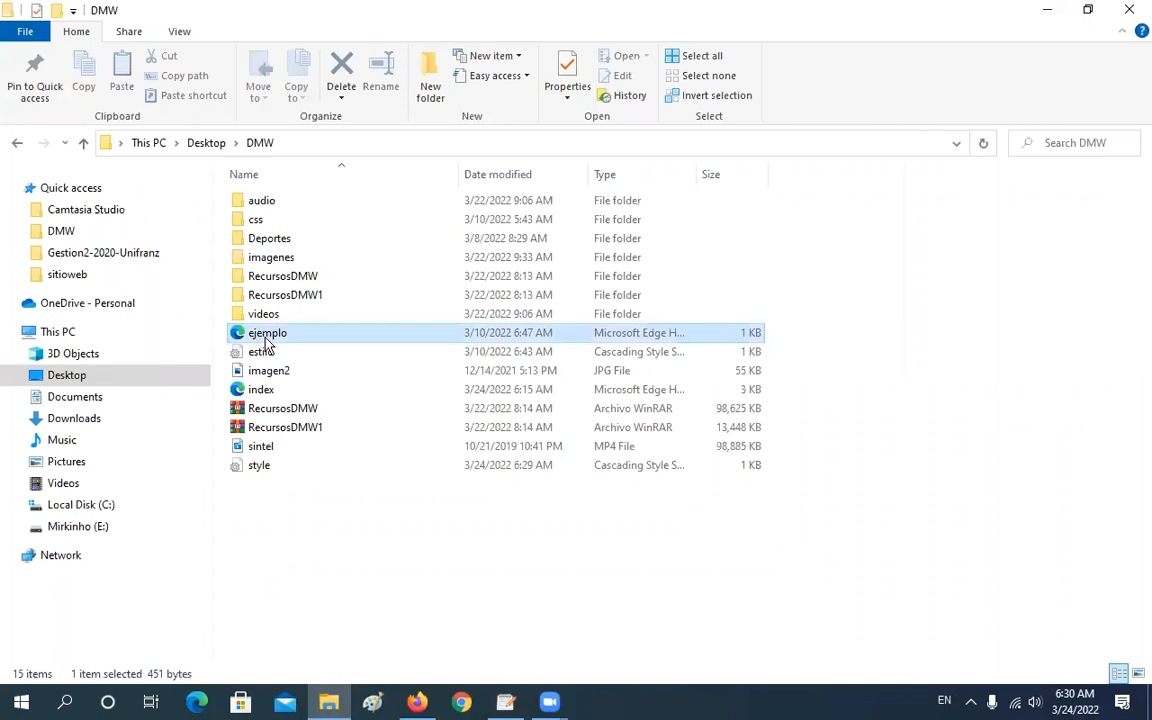 DMW
File Home Share View
Pin to Quick access
Copy
Paste
Cut
Copy path
Paste shortcut
Clipboard
Move to
Copy to
Delete
Rename
Organize
New folder
New item
Easy access
New
Properties
Open
Edit
History
Open
Select all
Select none
Invert selection
Select
This PC Desktop DMW
Search DMW
Quick access
Camtasia Studio
DMW
Gestion2-2020-Unifranz
sitioweb
OneDrive - Personal
This PC
3D Objects
Desktop
Documents
Downloads
Music
Pictures
Videos
Local Disk (C:)
Mirkinho (E:)
Network
Name Date modified Type Size
audio 3/22/2022 9:06 AM File folder
css 3/10/2022 5:43 AM File folder
Deportes 3/8/2022 8:29 AM File folder
imagenes 3/22/2022 9:33 AM File folder
RecursosDMW 3/22/2022 8:13 AM File folder
RecursosDMW1 3/22/2022 8:13 AM File folder
videos 3/22/2022 9:06 AM File folder
ejemplo 3/10/2022 6:47 AM Microsoft Edge H... 1 KB
3/10/2022 6:43 AM Cascading Style S... 1 KB
imagen2 12/14/2021 5:13 PM JPG File 55 KB
index 3/24/2022 6:15 AM Microsoft Edge H... 3 KB
RecursosDMW 3/22/2022 8:14 AM Archivo WinRAR 98,625 KB
RecursosDMW1 3/22/2022 8:14 AM Archivo WinRAR 13,448 KB
sintel 10/21/2019 10:41 PM MP4 File 98,885 KB
style 3/24/2022 6:29 AM Cascading Style S... 1 KB
15 items 1 item selected 451 bytes
EN
6:30 AM
3/24/2022